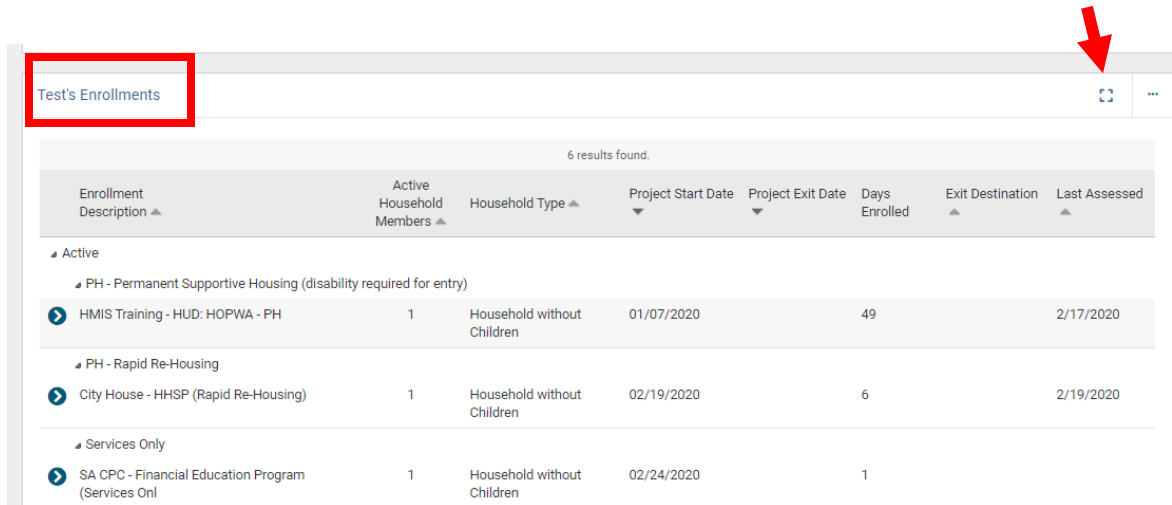 Test's Enrollments
6 results found.
Enrollment Description
Active Household Members
Household Type
Project Start Date
Project Exit Date
Days Enrolled
Exit Destination
Last Assessed
Active
PH - Permanent Supportive Housing (disability required for entry)
HMIS Training - HUD: HOPWA - PH 1 Household without Children 01/07/2020 49 2/17/2020
PH - Rapid Re-Housing
City House - HHSP (Rapid Re-Housing) 1 Household without Children 02/19/2020 6 2/19/2020
Services Only
SA CPC - Financial Education Program (Services Onl 1 Household without Children 02/24/2020 1